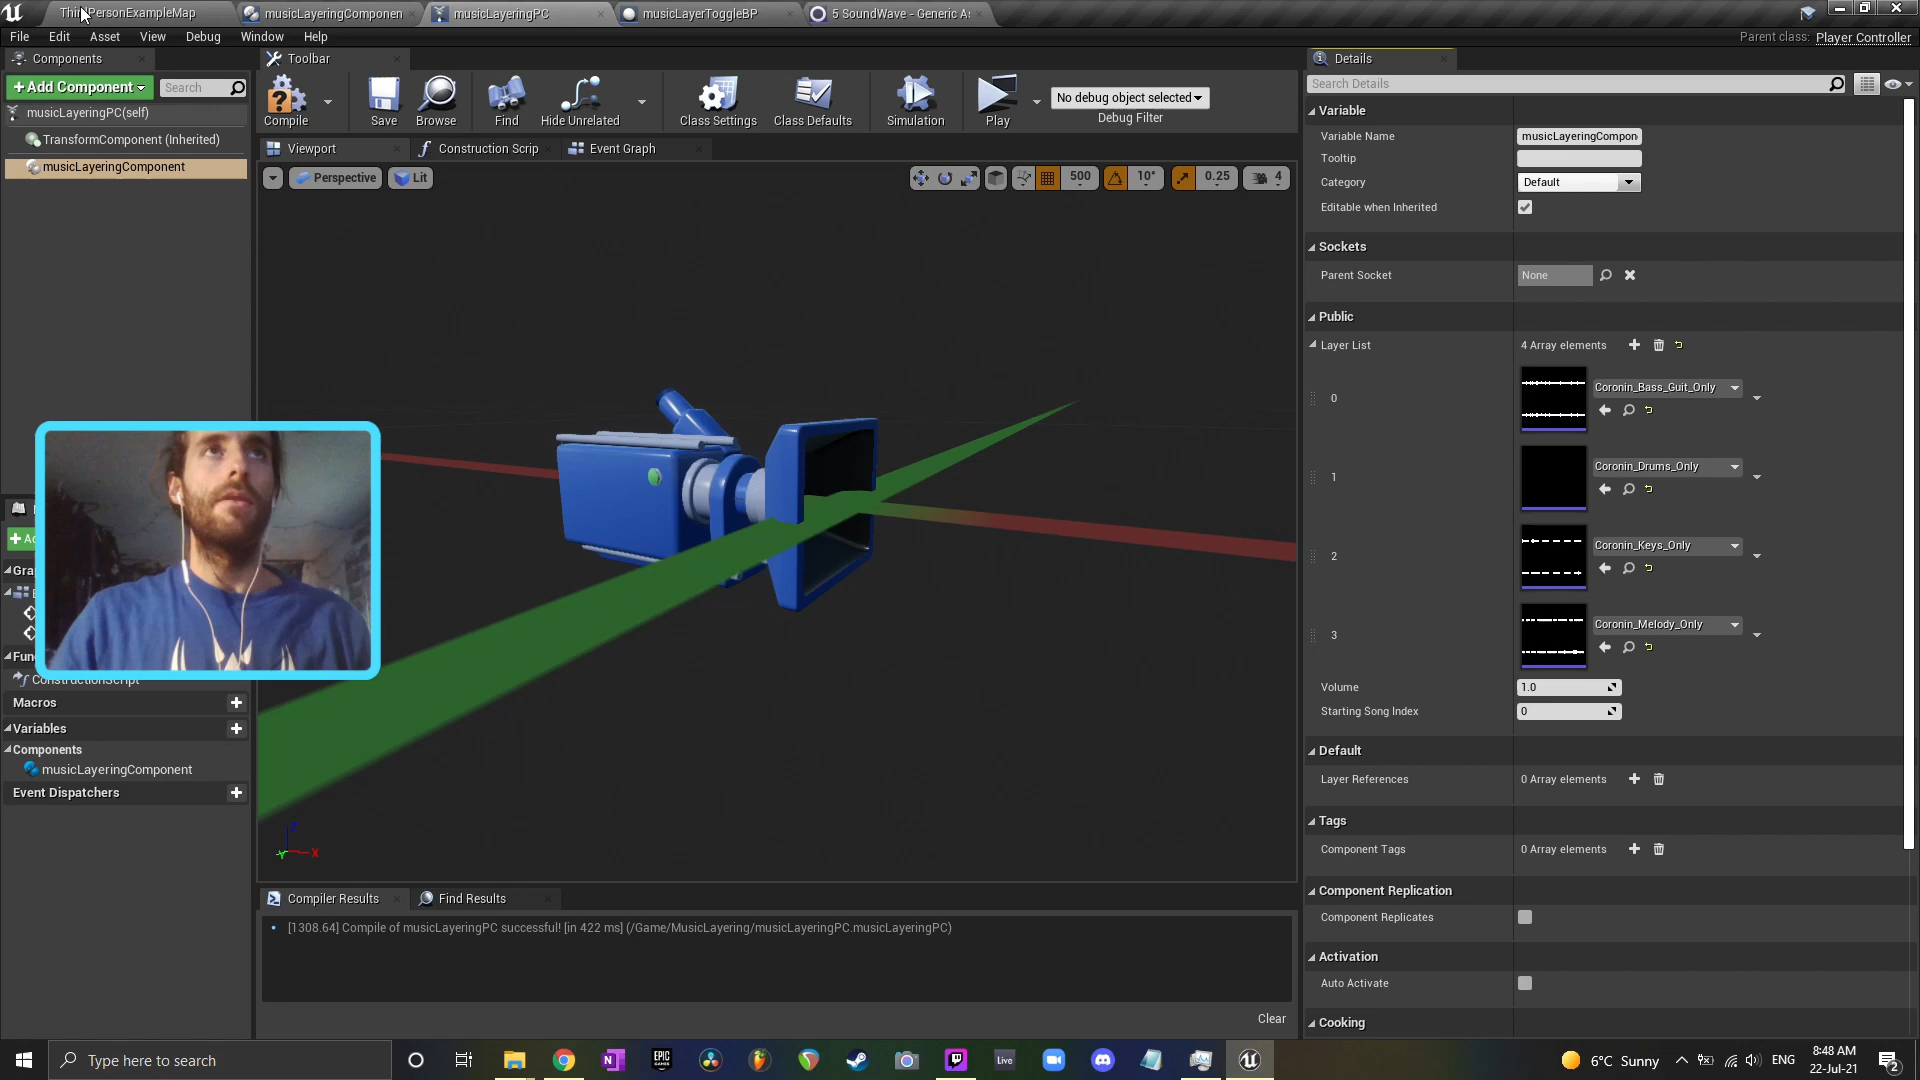 ThirdPersonExampleMap
musicLayeringComponen
musicLayeringPC
musicLayerToggleBP
5 SoundWave - Generic As
File Edit Asset View Debug Window Help
Parent class: Player Controller
Components
Toolbar
Details
+ Add Component
Search
Search Details
musicLayeringPC(self)
TransformComponent (Inherited)
musicLayeringComponent
Compile
Save
Browse
Find
Hide Unrelated
Class Settings
Class Defaults
Simulation
Play
No debug object selected
Debug Filter
Viewport
Construction Scrip
Event Graph
Perspective
Lit
500
10°
0.25
4
X
Variable
Variable Name musicLayeringCompon
Tooltip
Category Default
Editable when Inherited
Sockets
Parent Socket None
Public
Layer List 4 Array elements
0 Coronin_Bass_Guit_Only
1 Coronin_Drums_Only
2 Coronin_Keys_Only
3 Coronin_Melody_Only
Volume 1.0
Starting Song Index 0
Default
Layer References 0 Array elements
Tags
Component Tags 0 Array elements
Component Replication
Component Replicates
Activation
Auto Activate
Cooking
+ Ad
Grap
Fun
ConstructionScript
Macros
Variables
Components
musicLayeringComponent
Event Dispatchers
Compiler Results
Find Results
[1308.64] Compile of musicLayeringPC successful! [in 422 ms] (/Game/MusicLayering/musicLayeringPC.musicLayeringPC)
Clear
Type here to search
EPIC GAMES
Live
6°C Sunny
ENG
8:48 AM
22-Jul-21
2